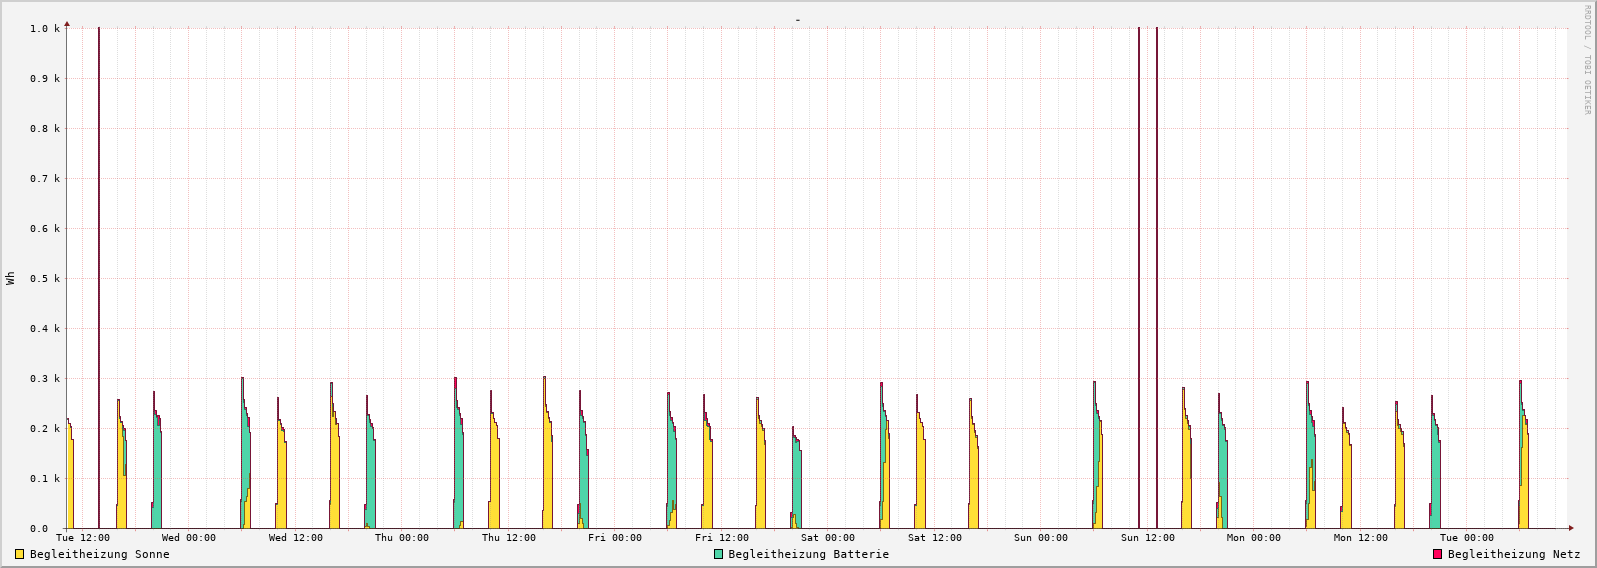 -
RRDTOOL / TOBI OETIKER
Wh
1.0 k
0.9 k
0.8 k
0.7 k
0.6 k
0.5 k
0.4 k
0.3 k
0.2 k
0.1 k
0.0
Tue 12:00 Wed 00:00 Wed 12:00 Thu 00:00 Thu 12:00 Fri 00:00 Fri 12:00 Sat 00:00 Sat 12:00 Sun 00:00 Sun 12:00 Mon 00:00 Mon 12:00 Tue 00:00
Begleitheizung Sonne Begleitheizung Batterie Begleitheizung Netz